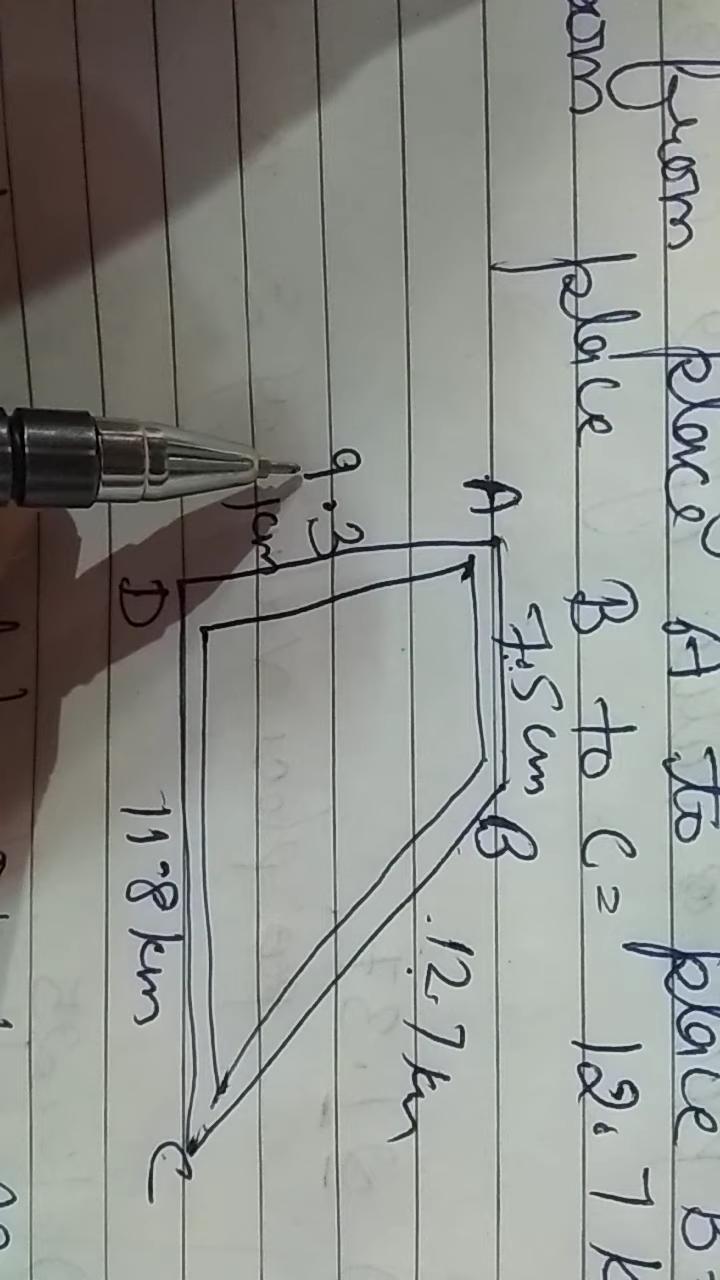 from place A to place B
from place B to C = 12.7 k
A
7.5 cm
B
9.3
km
12.7 km
D
11.8 km
C